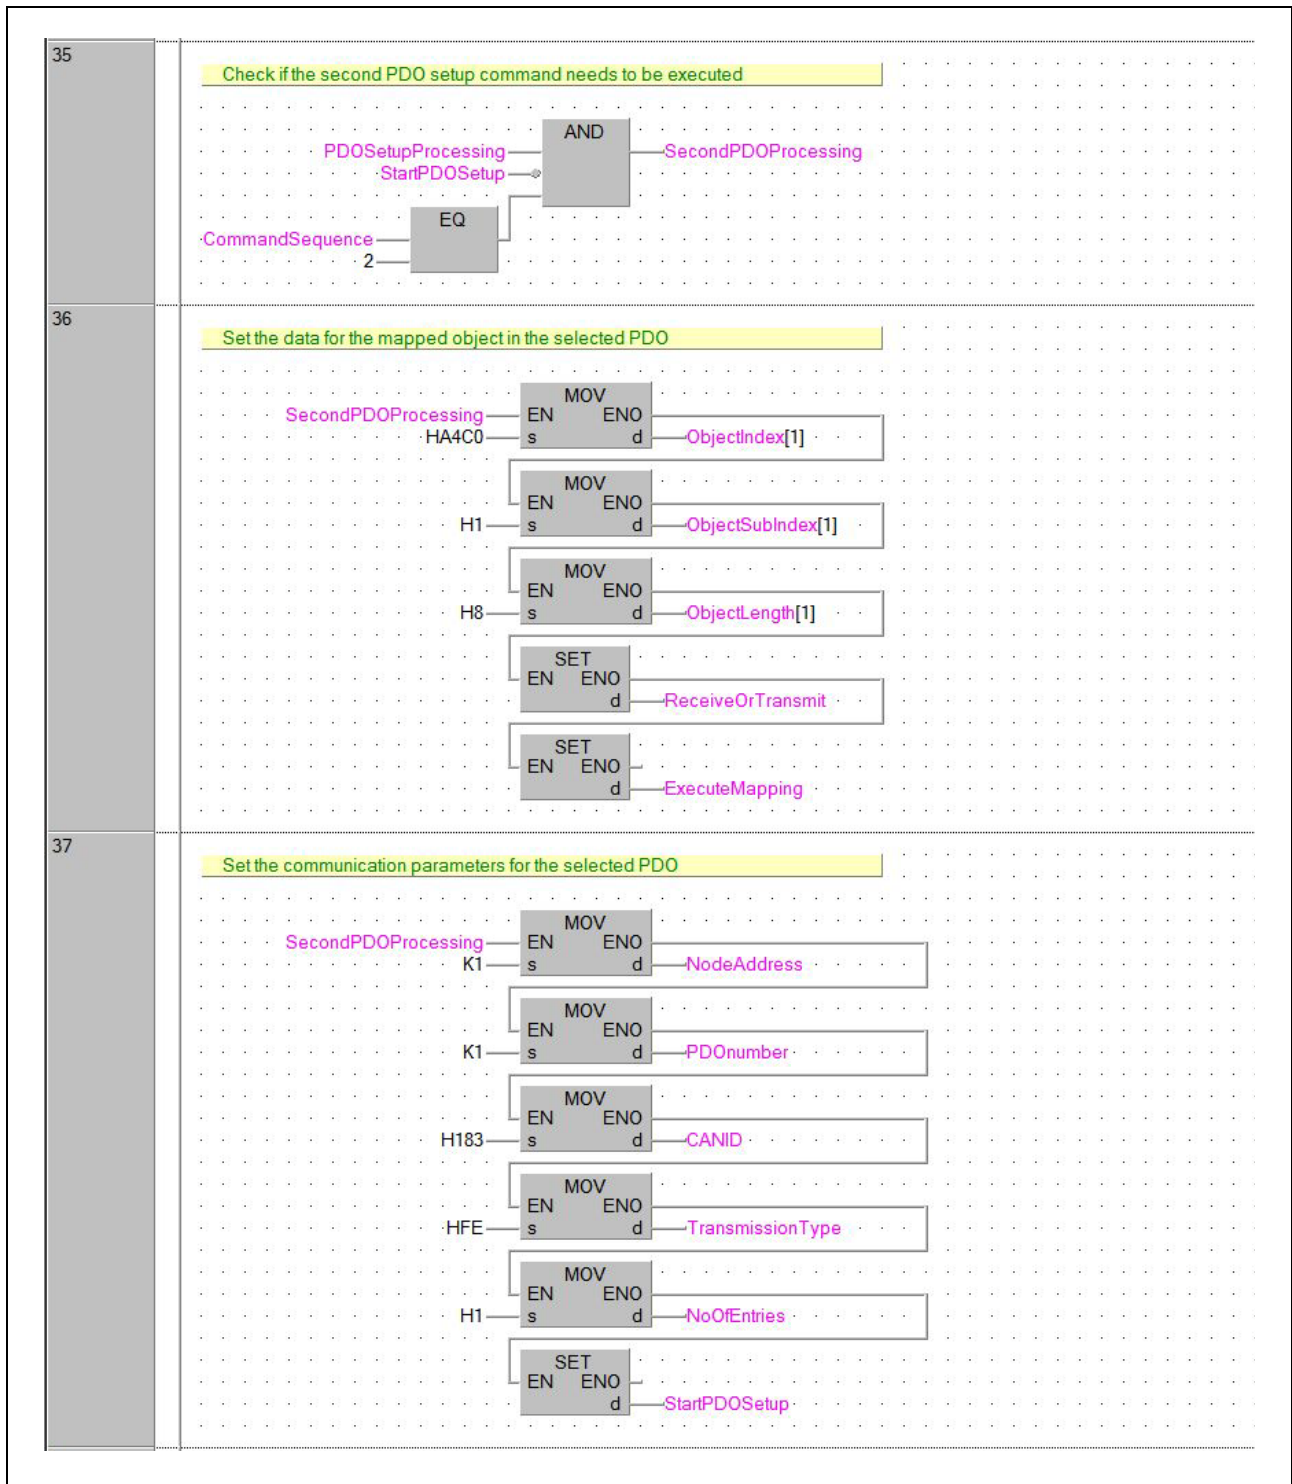 35
Check if the second PDO setup command needs to be executed
AND
PDOSetupProcessing
SecondPDOProcessing
StartPDOSetup
EQ
CommandSequence
2
36
Set the data for the mapped object in the selected PDO
MOV
SecondPDOProcessing EN ENO
HA4C0 s d ObjectIndex[1]
MOV
EN ENO
H1 s d ObjectSubIndex[1]
MOV
EN ENO
H8 s d ObjectLength[1]
SET
EN ENO
d ReceiveOrTransmit
SET
EN ENO
d ExecuteMapping
37
Set the communication parameters for the selected PDO
MOV
SecondPDOProcessing EN ENO
K1 s d NodeAddress
MOV
EN ENO
K1 s d PDOnumber
MOV
EN ENO
H183 s d CANID
MOV
EN ENO
HFE s d TransmissionType
MOV
EN ENO
H1 s d NoOfEntries
SET
EN ENO
d StartPDOSetup